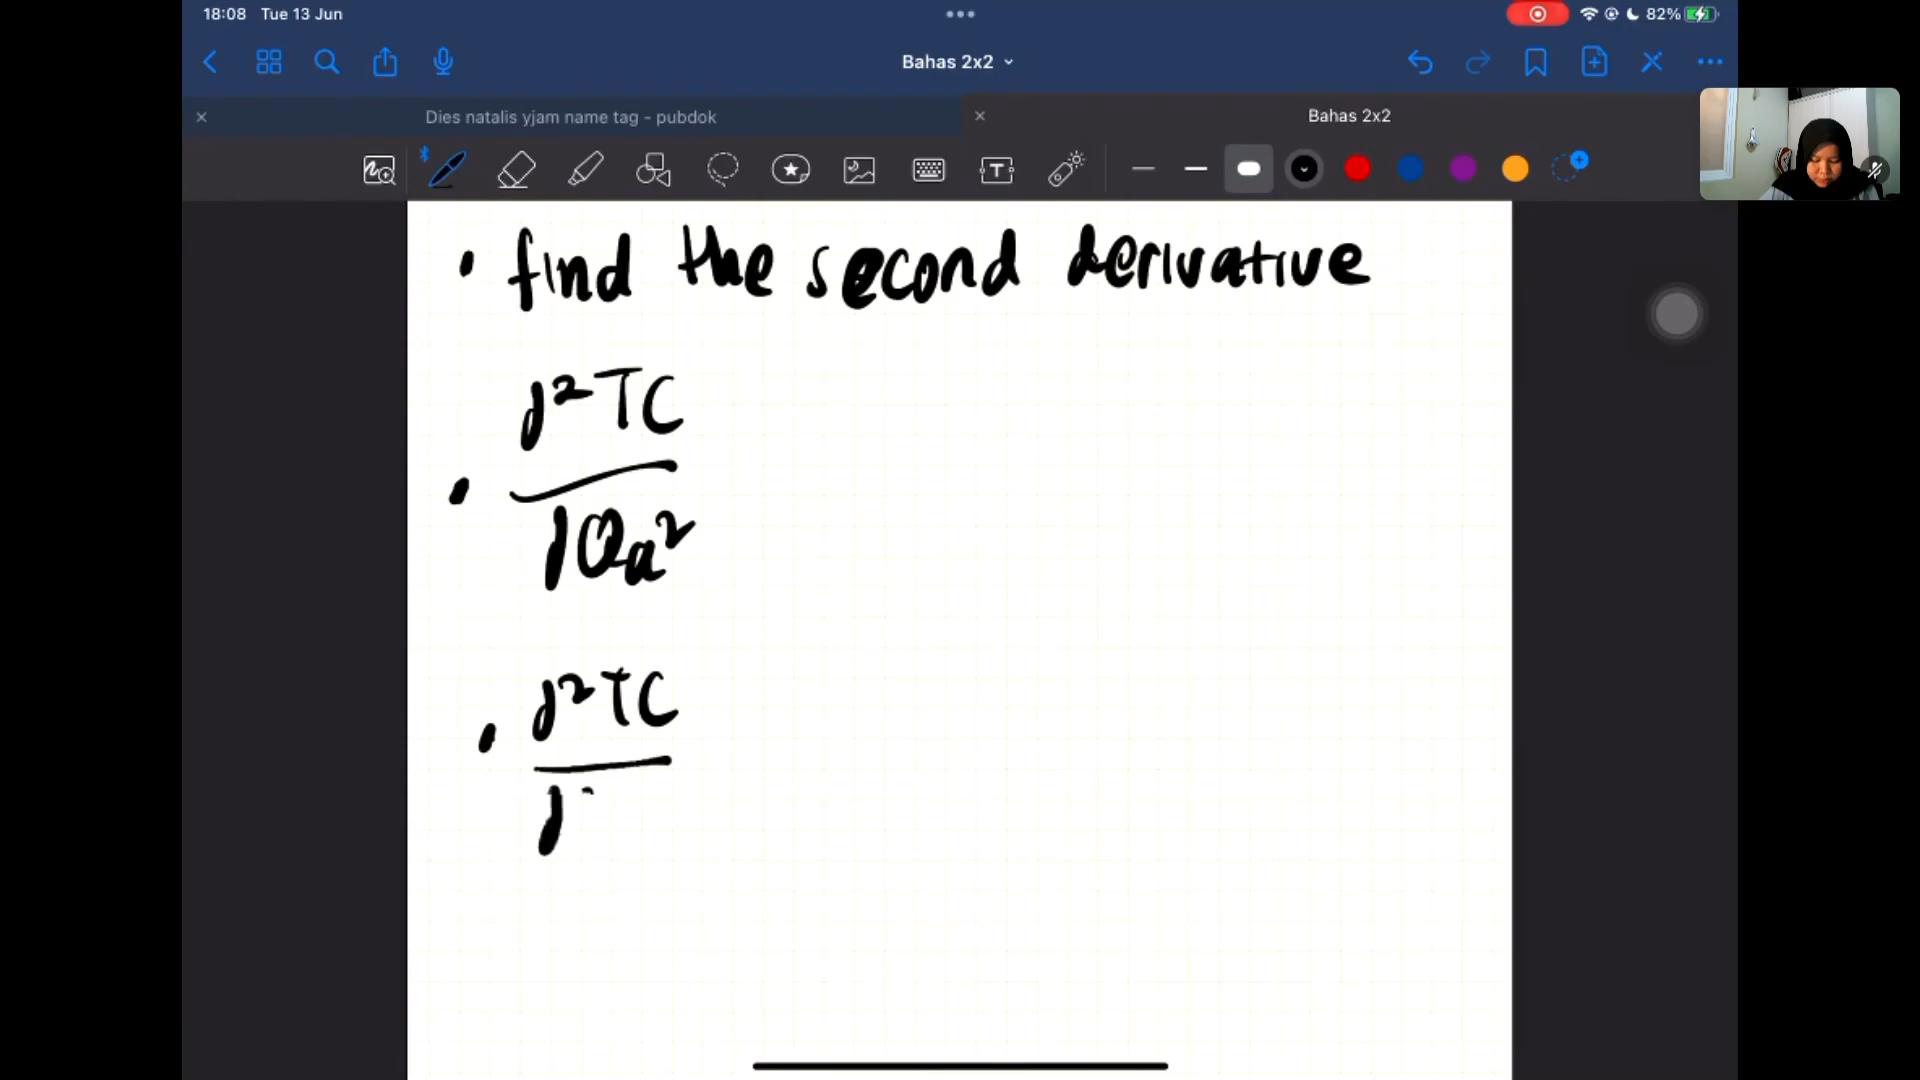 18:08 Tue 13 Jun
82%
Bahas 2x2
Dies natalis yjam name tag - pubdok
Bahas 2x2
• find the second derivative
∂²TC
• ∂Qa²
∂²TC
• ∂